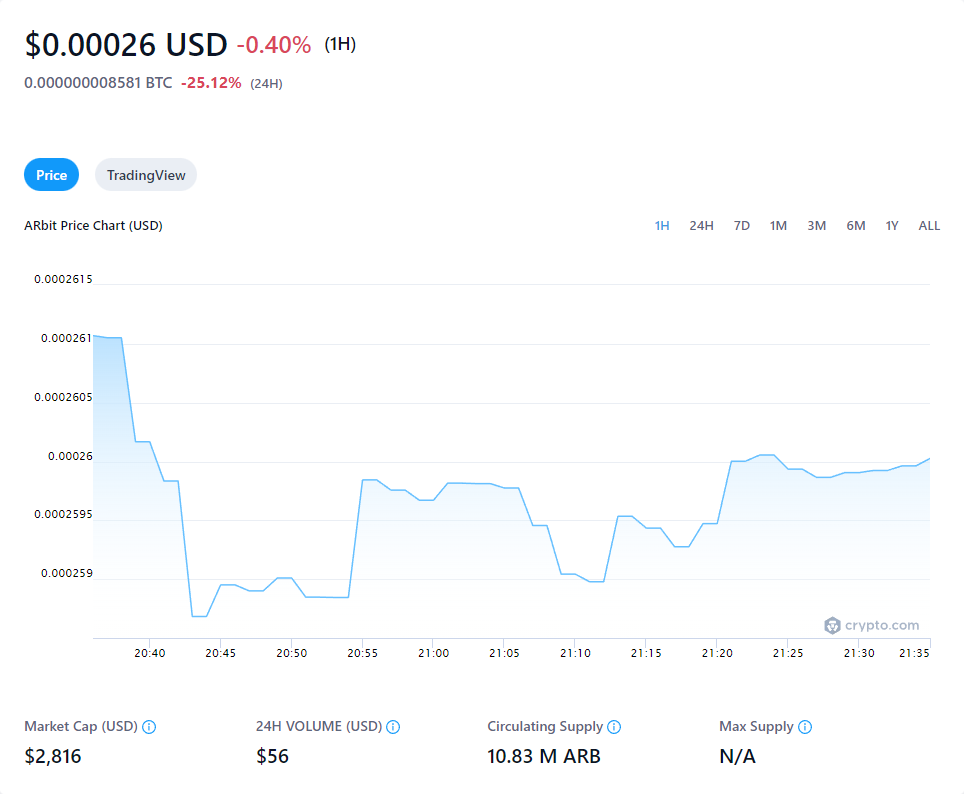 $0.00026 USD -0.40% (1H)
0.000000008581 BTC -25.12% (24H)
Price TradingView
ARbit Price Chart (USD) 1H 24H 7D 1M 3M 6M 1Y ALL
0.0002615
0.000261
0.0002605
0.00026
0.0002595
0.000259
crypto.com
20:40 20:45 20:50 20:55 21:00 21:05 21:10 21:15 21:20 21:25 21:30 21:35
Market Cap (USD) 24H VOLUME (USD) Circulating Supply Max Supply
$2,816 $56 10.83 M ARB N/A